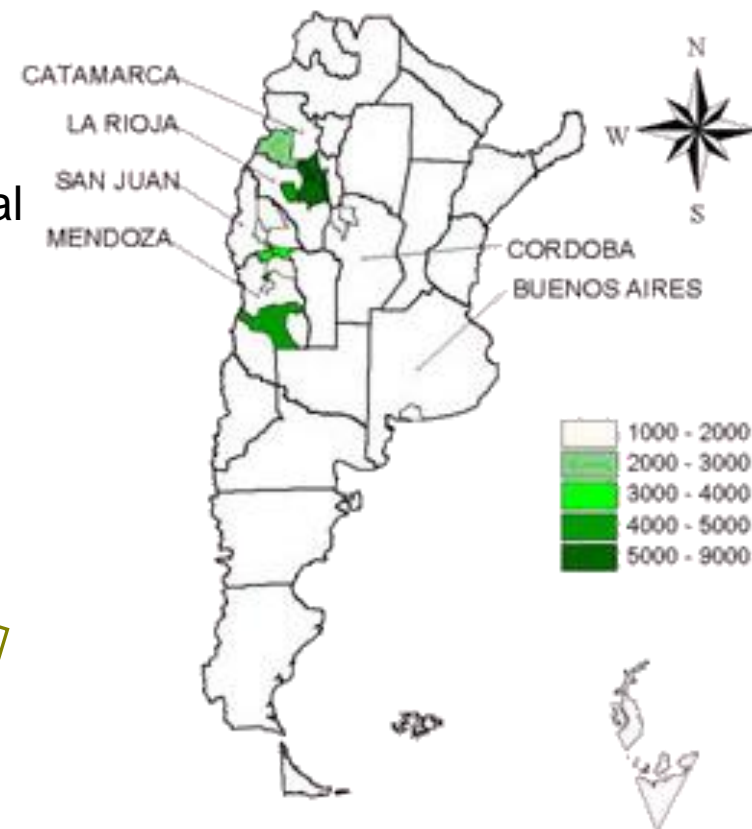 N
CATAMARCA
LA RIOJA
W
SAN JUAN
al
S
MENDOZA
CORDOBA
BUENOS AIRES
1000 - 2000
2000 - 3000
3000 - 4000
4000 - 5000
5000 - 9000